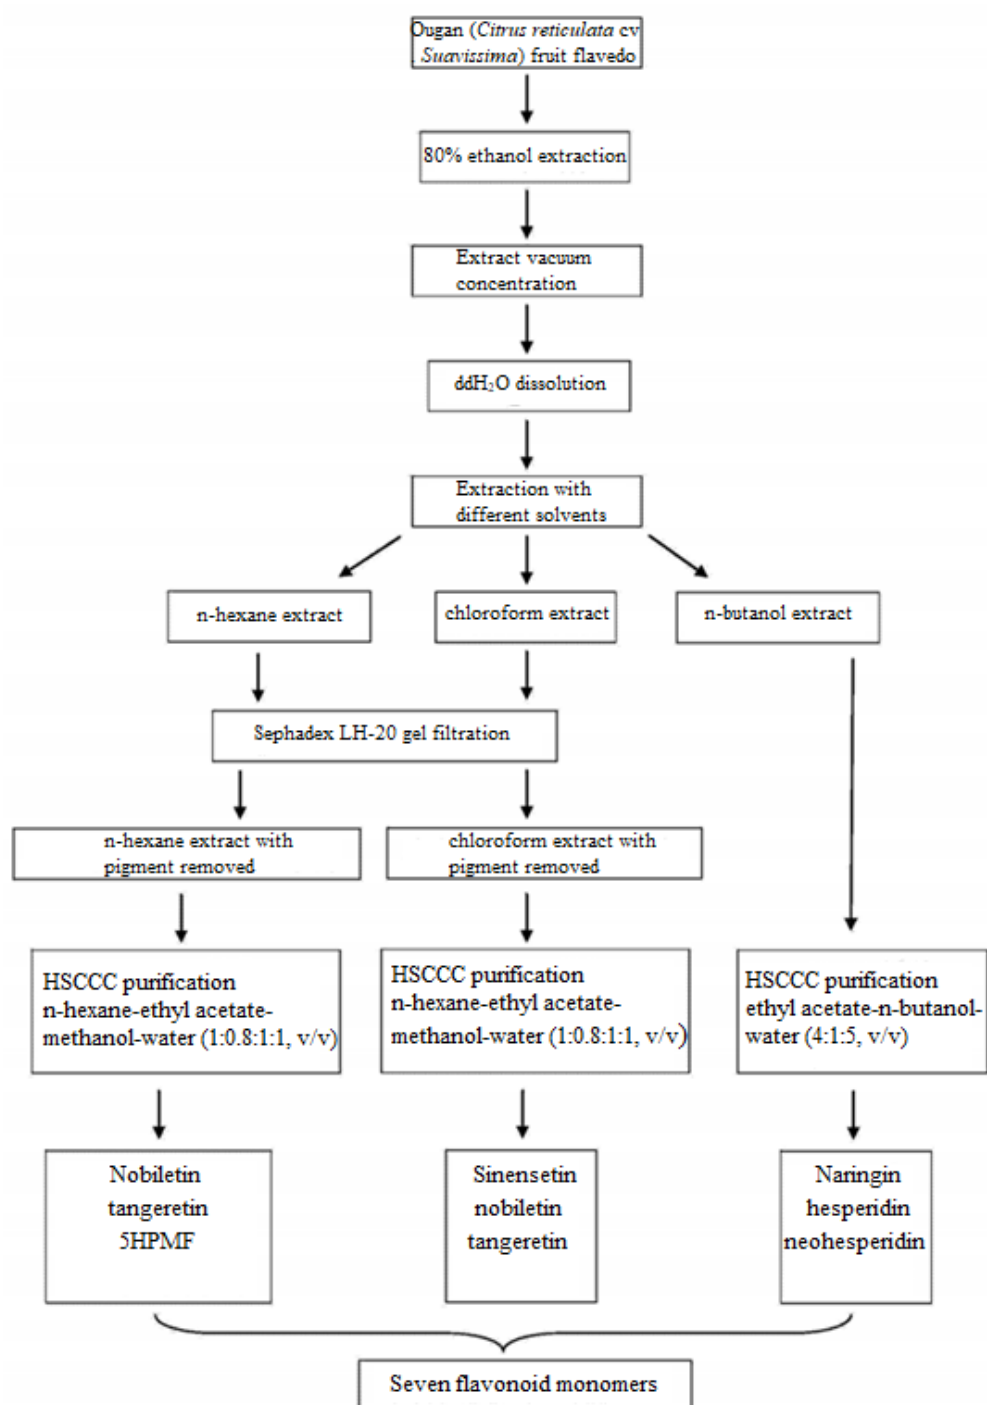 Ougan (Citrus reticulata cv
. Suavissima) fruit flavedo
80% ethanol extraction
Extract vacuum
concentration
ddH₂O dissolution
Extraction with
different solvents
n-hexane extract
chloroform extract
n-butanol extract
Sephadex LH-20 gel filtration
n-hexane extract with
pigment removed
chloroform extract with
pigment removed
HSCCC purification
n-hexane-ethyl acetate-
methanol-water (1:0.8:1:1, v/v)
HSCCC purification
n-hexane-ethyl acetate-
methanol-water (1:0.8:1:1, v/v)
HSCCC purification
ethyl acetate-n-butanol-
water (4:1:5, v/v)
Nobiletin
tangeretin
5HPMF
Sinensetin
nobiletin
tangeretin
Naringin
hesperidin
neohesperidin
Seven flavonoid monomers